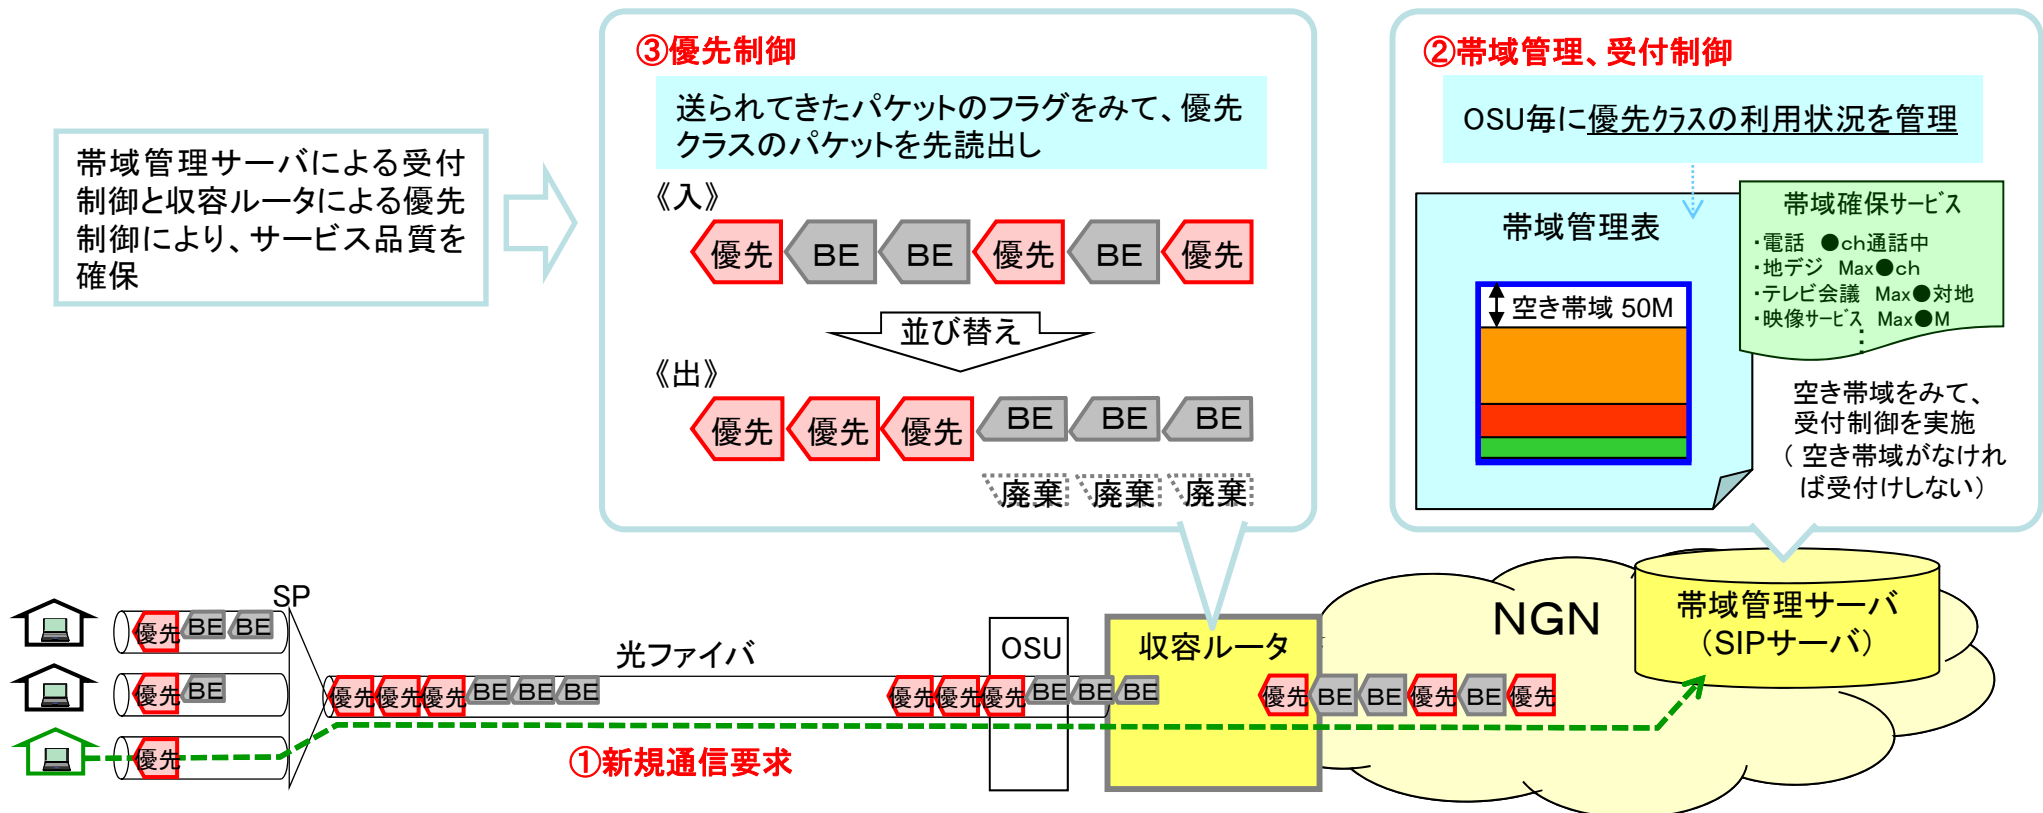 帯域管理サーバによる受付
制御と収容ルータによる優先
制御により、サービス品質を
確保
③優先制御
送られてきたパケットのフラグをみて、優先
クラスのパケットを先読出し
《入》
優先 BE BE 優先 BE 優先
並び替え
《出》
優先 優先 優先 BE BE BE
廃棄 廃棄 廃棄
②帯域管理、受付制御
OSU毎に優先クラスの利用状況を管理
帯域管理表
空き帯域 50M
帯域確保サービス
・電話 ●ch通話中
・地デジ Max●ch
・テレビ会議 Max●対地
・映像サービス Max●M
:
空き帯域をみて、
受付制御を実施
(空き帯域がなけれ
ば受付けしない)
SP
優先 BE BE
優先 BE
優先
光ファイバ
優先 優先 優先 BE BE BE
優先 優先 優先 BE BE BE
OSU
収容ルータ
優先 BE BE 優先 BE 優先
NGN
帯域管理サーバ
(SIPサーバ)
①新規通信要求